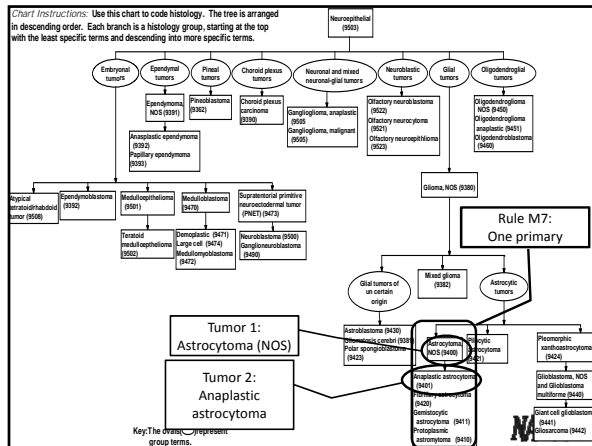 Chart Instructions: Use this chart to code histology. The tree is arranged
in descending order. Each branch is a histology group, starting at the top
with the least specific terms and descending into more specific terms.
Neuroepithelial
(9503)
Embryonal
tumors
Ependymal
tumors
Pineal
tumors
Choroid plexus
tumors
Neuronal and mixed
neuronal-glial tumors
Neuroblastic
tumors
Glial
tumors
Oligodendroglial
tumors
Ependymoma,
NOS (9391)
Pineoblastoma
(9362)
Choroid plexus
carcinoma
(9390)
Ganglioglioma, anaplastic
(9505
Ganglioglioma, malignant
(9505)
Olfactory neuroblastoma
(9522)
Olfactory neurocytoma
(9521)
Olfactory neuroepithlioma
(9523)
Oligodendroglioma
NOS (9450)
Oligodendroglioma
anaplastic (9451)
Oligodendroblastoma
(9460)
Anaplastic ependymoma
(9392)
Papillary ependymoma
(9393)
Glioma, NOS (9380)
Atypical
teratoid/rhabdoid
tumor (9508)
Ependymoblastoma
(9392)
Medulloepithelioma
(9501)
Medulloblastoma
(9470)
Supratentorial primitive
neuroectodermal tumor
(PNET) (9473)
Teratoid
medulloepthelioma
(9502)
Demoplastic (9471)
Large cell (9474)
Medullomyoblastoma
(9472)
Neuroblastoma (9500)
Ganglioneuroblastoma
(9490)
Rule M7:
One primary
Glial tumors
of un certain
origin
Mixed glioma
(9382)
Astrocytic
tumors
Astroblastoma (9430)
Gliomatosis cerebri (9381)
Polar spongioblastoma
(9423)
Astrocytoma,
NOS (9400)
Pilocytic
astrocytoma
9421)
Pleomorphic
xanthoastrocytoma
(9424)
Tumor 1:
Astrocytoma (NOS)
Tumor 2:
Anaplastic
astrocytoma
Anaplastic astrocytoma
(9401)
(9420)
Gemistocytic
astrocytoma (9411)
Protoplasmic
astromytoma (9410)
Glioblastoma, NOS
and Glioblastoma
multiforme (9440)
Giant cell glioblastoma
(9441)
Gliosarcoma (9442)
Key:The ovals represent
group terms.